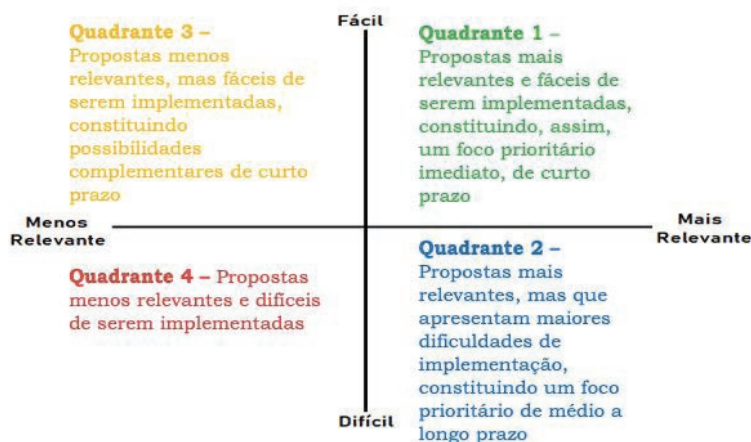 Fácil
Quadrante 3 –
Propostas menos
relevantes, mas fáceis de
serem implementadas,
constituindo
possibilidades
complementares de curto
prazo
Quadrante 1 –
Propostas mais
relevantes e fáceis de
serem implementadas,
constituindo, assim,
um foco prioritário
imediato, de curto
prazo
Menos
Relevante
Mais
Relevante
Quadrante 4 – Propostas
menos relevantes e difíceis
de serem implementadas
Quadrante 2 –
Propostas mais
relevantes, mas que
apresentam maiores
dificuldades de
implementação,
constituindo um foco
prioritário de médio a
longo prazo
Difícil